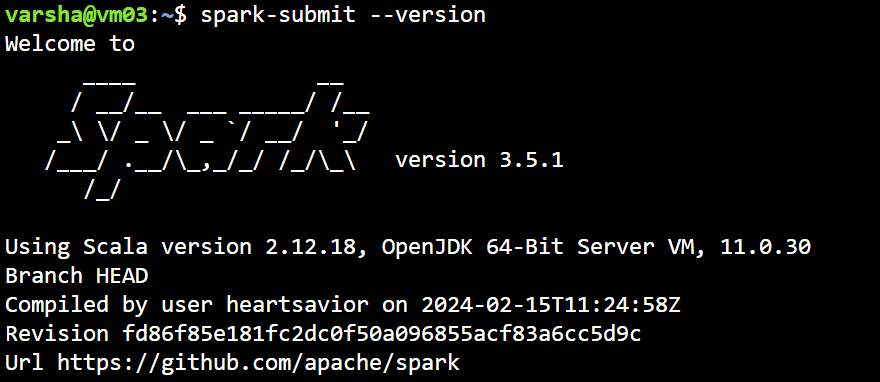 varsha@vm03:~$ spark-submit --version
Welcome to
      ____              __
     / __/__  ___ _____/ /__
    _\ \/ _ \/ _ `/ __/  '_/
   /___/ .__/\_,_/_/ /_/\_\   version 3.5.1
      /_/
Using Scala version 2.12.18, OpenJDK 64-Bit Server VM, 11.0.30
Branch HEAD
Compiled by user heartsavior on 2024-02-15T11:24:58Z
Revision fd86f85e181fc2dc0f50a096855acf83a6cc5d9c
Url https://github.com/apache/spark